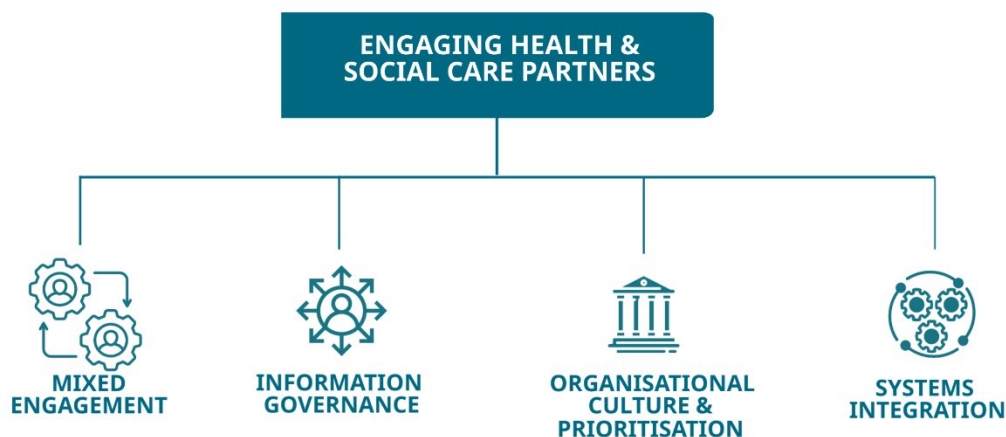 ENGAGING HEALTH &
SOCIAL CARE PARTNERS
MIXED
ENGAGEMENT
INFORMATION
GOVERNANCE
ORGANISATIONAL
CULTURE &
PRIORITISATION
SYSTEMS
INTEGRATION